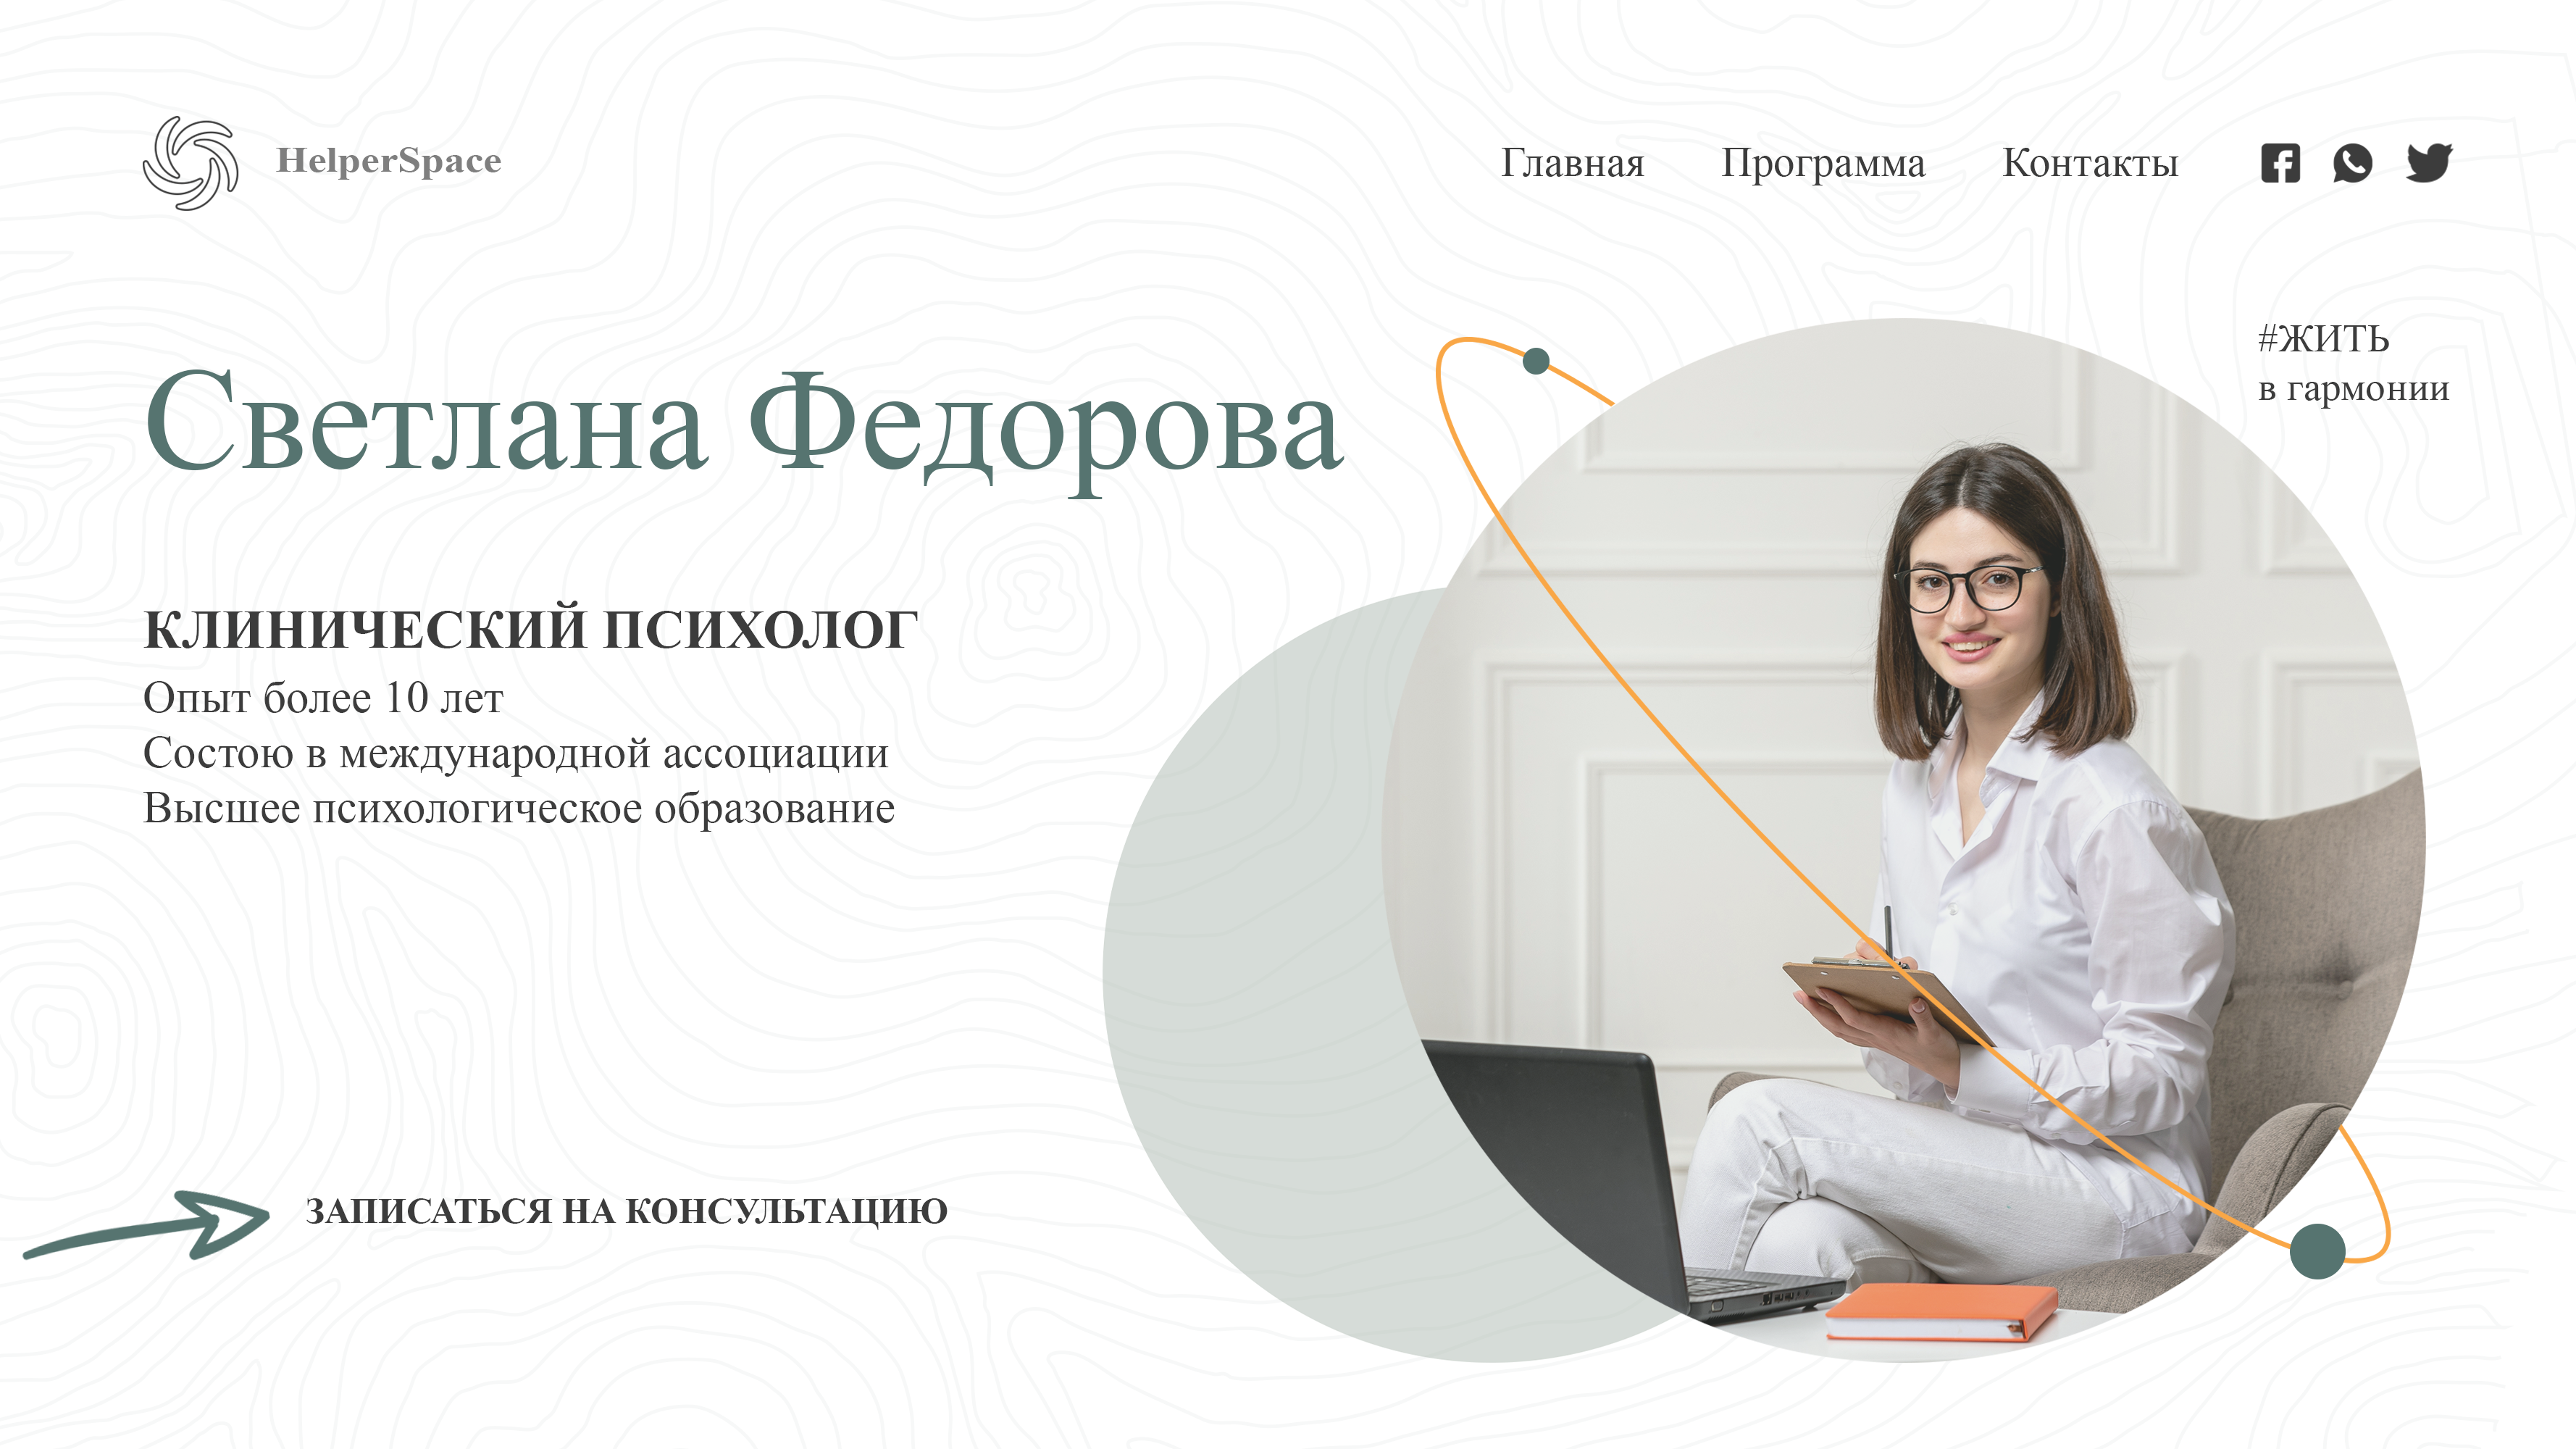 HelperSpace
Главная Программа Контакты
#ЖИТЬ
в гармонии
Светлана Федорова
КЛИНИЧЕСКИЙ ПСИХОЛОГ
Опыт более 10 лет
Состою в международной ассоциации
Высшее психологическое образование
ЗАПИСАТЬСЯ НА КОНСУЛЬТАЦИЮ